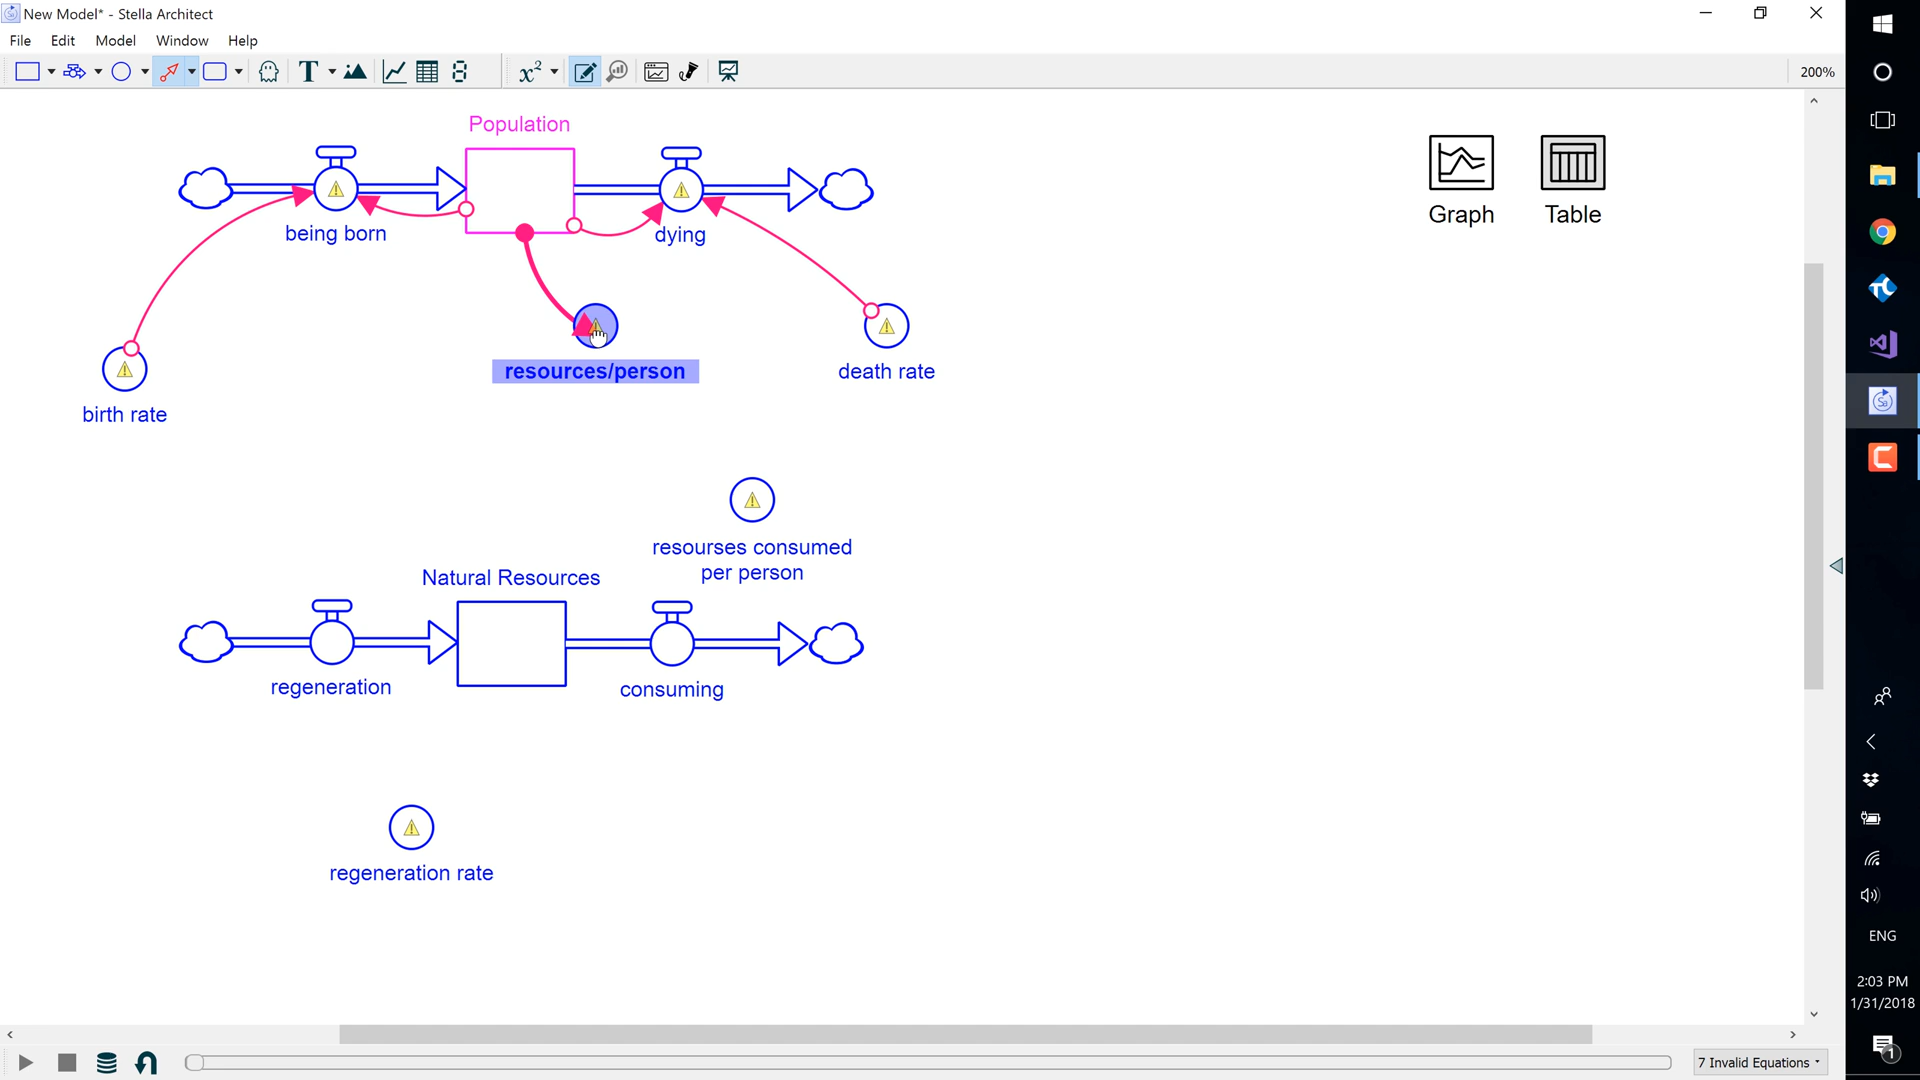 New Model* - Stella Architect
File Edit Model Window Help
T x² 200%
Population
being born
dying
resources/person
death rate
birth rate
Graph Table
resourses consumed
per person
Natural Resources
regeneration
consuming
regeneration rate
ENG
2:03 PM
1/31/2018
7 Invalid Equations
1